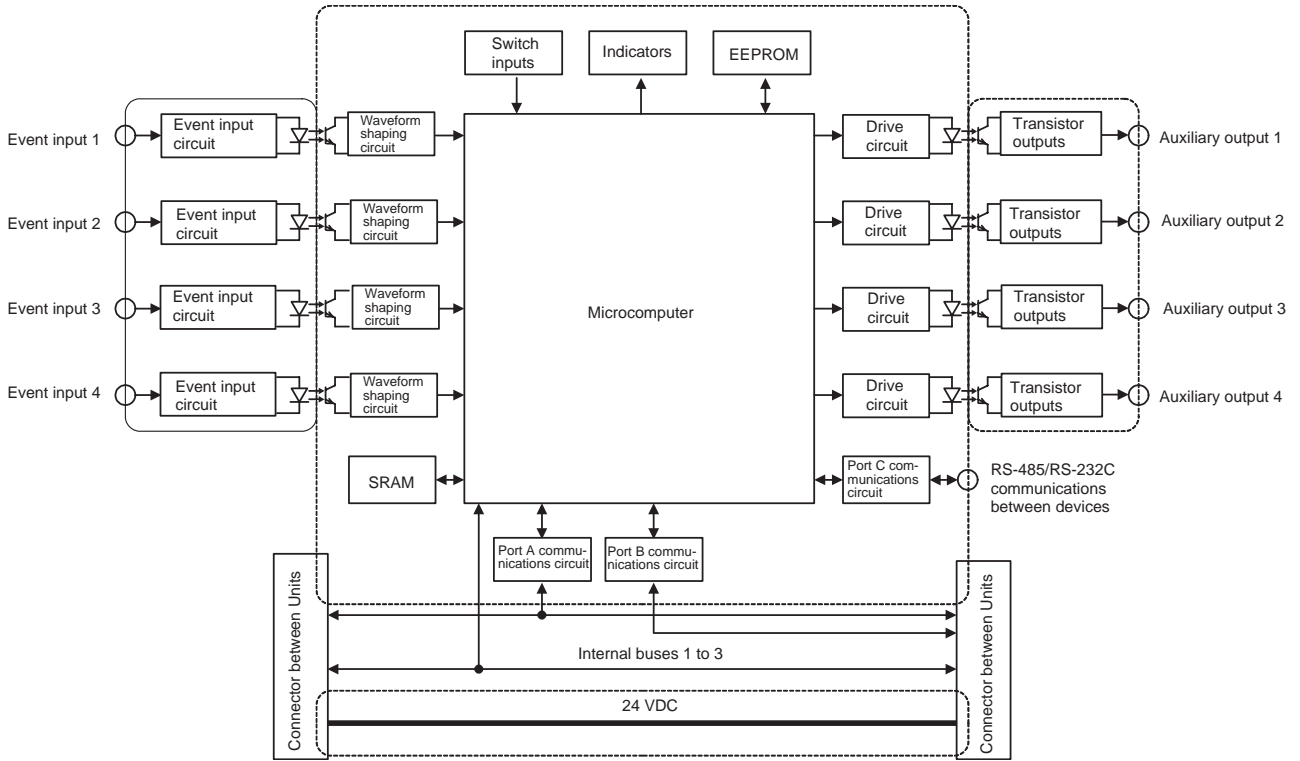 Switch
inputs
Indicators
EEPROM
Event input 1
Event input circuit
Waveform
shaping
circuit
Drive
circuit
Transistor
outputs
Auxiliary output 1
Event input 2
Event input
circuit
Waveform
shaping
circuit
Drive
circuit
Transistor
outputs
Auxiliary output 2
Event input 3
Event input
circuit
Waveform
shaping
circuit
Microcomputer
Drive
circuit
Transistor
outputs
Auxiliary output 3
Event input 4
Event input
circuit
Waveform
shaping
circuit
Drive
circuit
Transistor
outputs
Auxiliary output 4
SRAM
Port C com-
munications
circuit
RS-485/RS-232C
communications
between devices
Port A commu-
nications circuit
Port B commu-
nications circuit
Connector between Units
Internal buses 1 to 3
24 VDC
Connector between Units